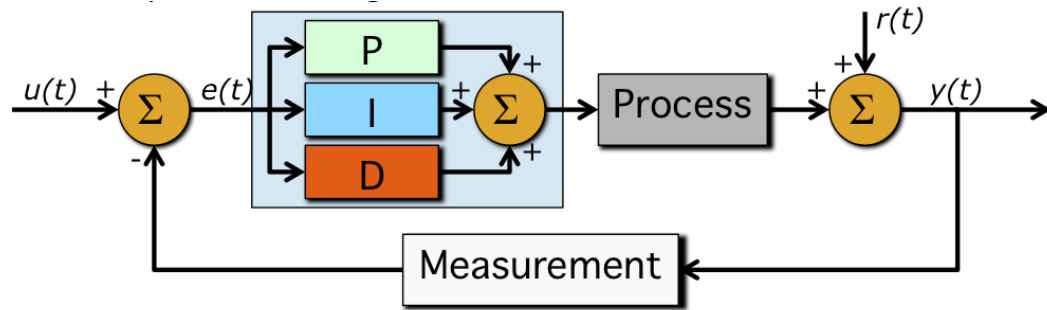 r(t)
P
+
+
u(t)
+
Σ
e(t)
I
+
Σ
Process
+
Σ
y(t)
-
D
+
Measurement